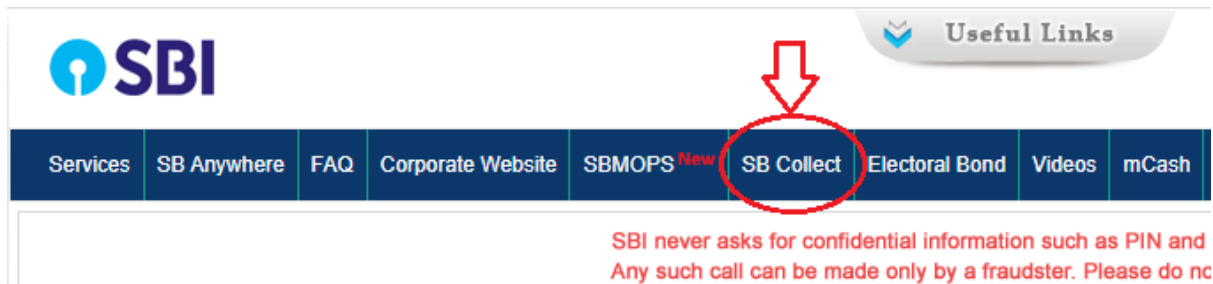 Useful Links
SBI
Services SB Anywhere FAQ Corporate Website SBMOPS New SB Collect Electoral Bond Videos mCash
SBI never asks for confidential information such as PIN and
Any such call can be made only by a fraudster. Please do no